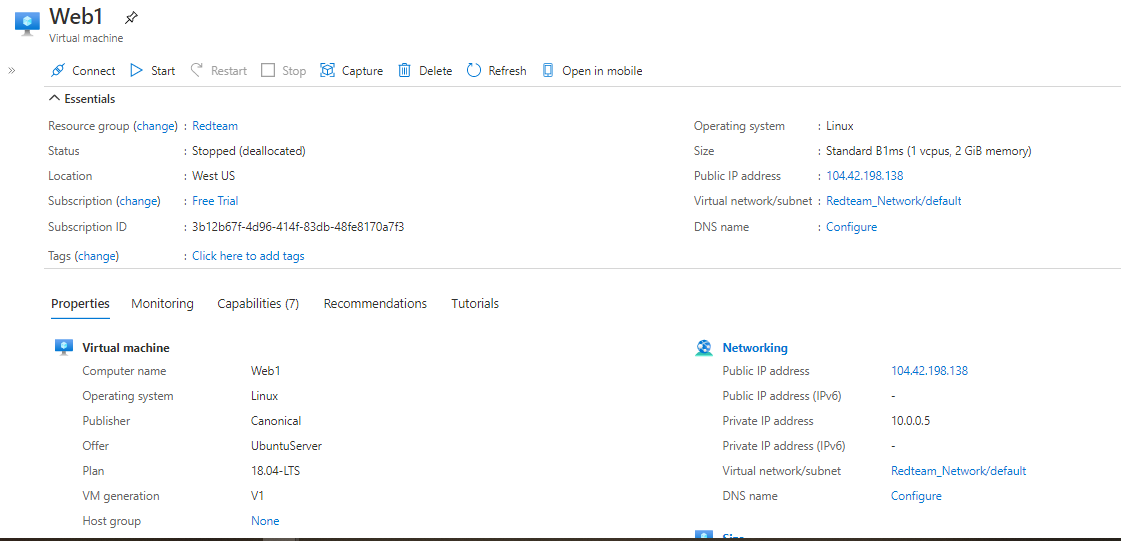 Web1
Virtual machine
» Connect Start Restart Stop Capture Delete Refresh Open in mobile
Essentials
Resource group (change) : Redteam Operating system : Linux
Status : Stopped (deallocated) Size : Standard B1ms (1 vcpus, 2 GiB memory)
Location : West US Public IP address : 104.42.198.138
Subscription (change) : Free Trial Virtual network/subnet : Redteam_Network/default
Subscription ID : 3b12b67f-4d96-414f-83db-48fe8170a7f3 DNS name : Configure
Tags (change) : Click here to add tags
Properties Monitoring Capabilities (7) Recommendations Tutorials
Virtual machine Networking
Computer name Web1 Public IP address 104.42.198.138
Operating system Linux Public IP address (IPv6) -
Publisher Canonical Private IP address 10.0.0.5
Offer UbuntuServer Private IP address (IPv6) -
Plan 18.04-LTS Virtual network/subnet Redteam_Network/default
VM generation V1 DNS name Configure
Host group None
Size